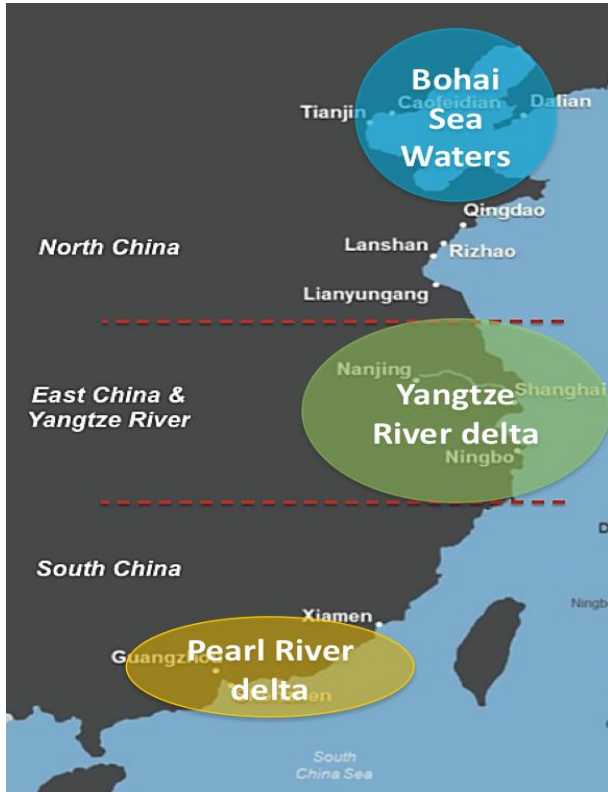 Bohai
Sea
Waters
Tianjin
Caofeidian
Dalian
Qingdao
North China
Lanshan
Rizhao
Lianyungang
East China &
Yangtze River
Nanjing
Shanghai
Yangtze
River delta
Ningbo
South China
Xiamen
Ningb
Pearl River
delta
Guangzhou
South
China Sea